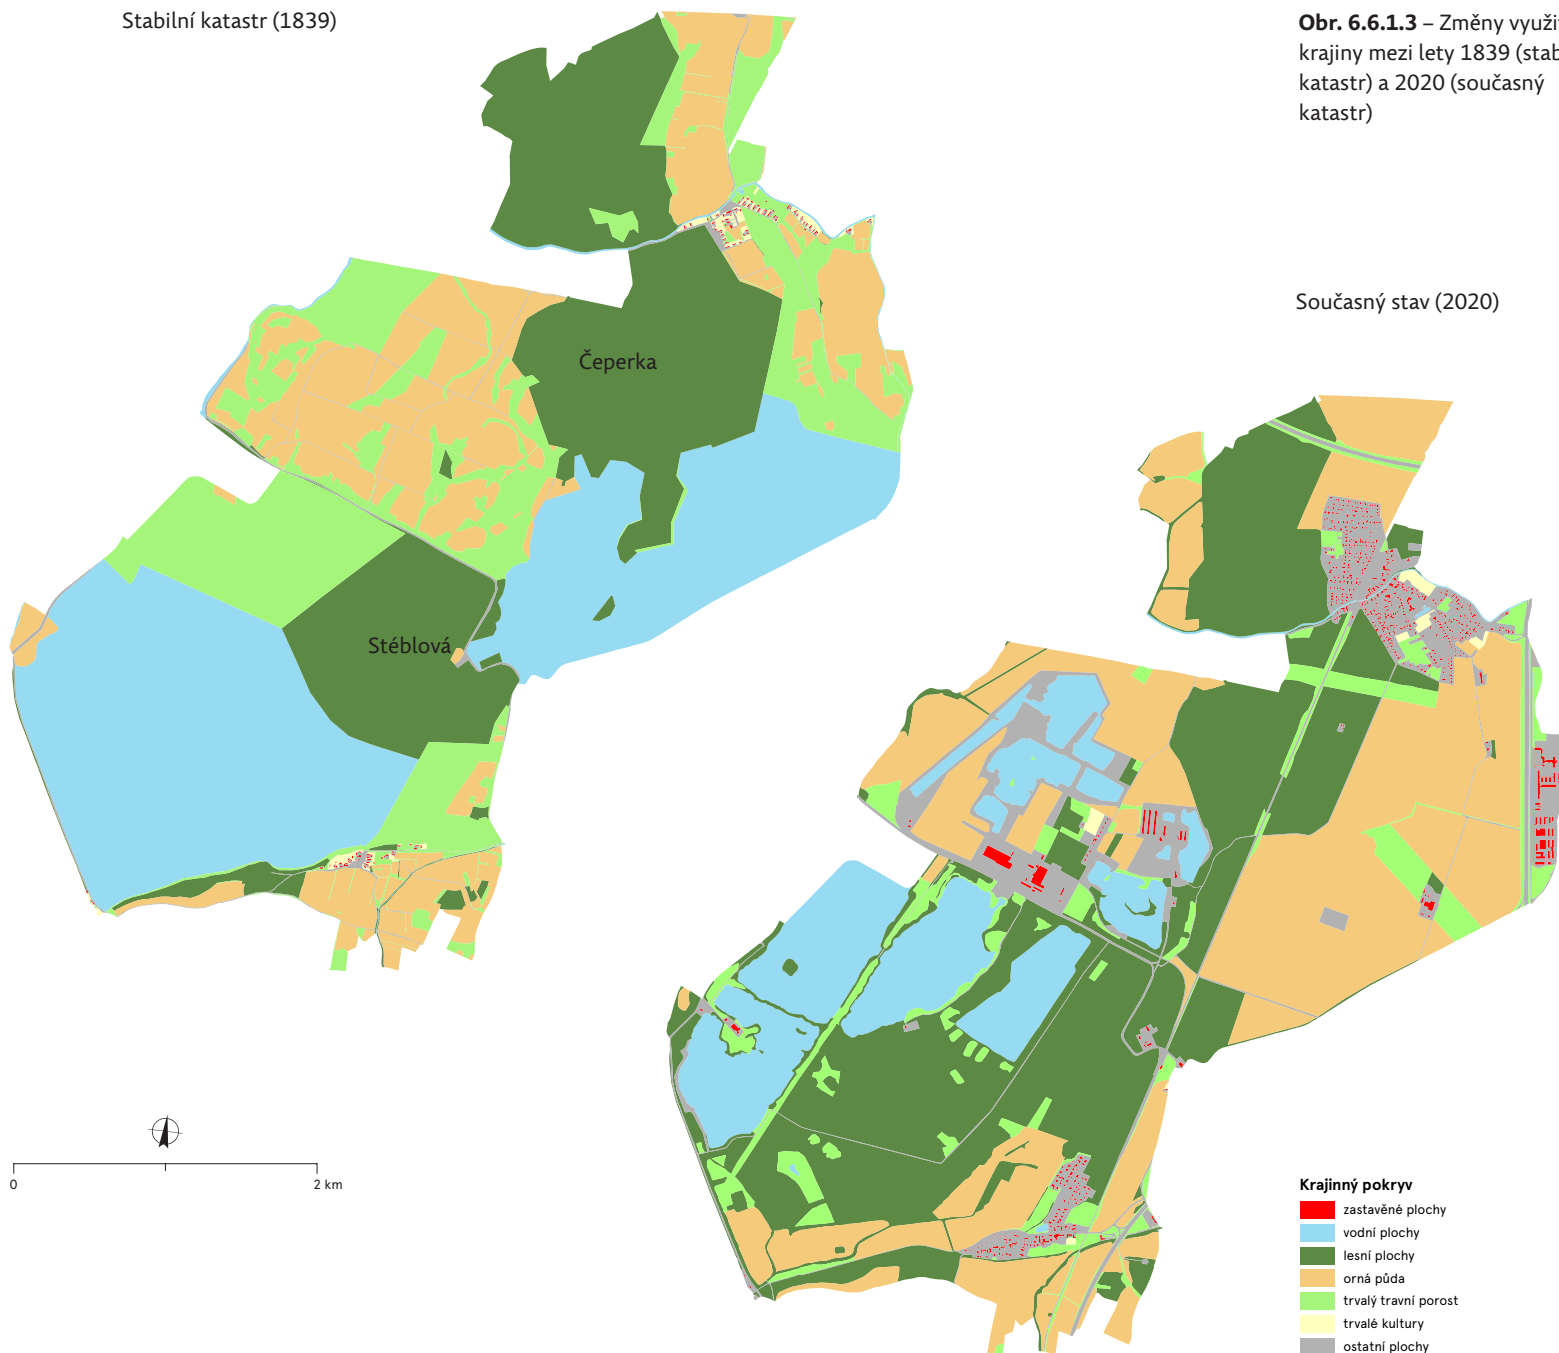 Stabilní katastr (1839)
Obr. 6.6.1.3 – Změny využi
krajiny mezi lety 1839 (stab
katastr) a 2020 (současný
katastr)
Současný stav (2020)
Čeperka
Stéblová
0 2 km
Krajinný pokryv
zastavěné plochy
vodní plochy
lesní plochy
orná půda
trvalý travní porost
trvalé kultury
ostatní plochy